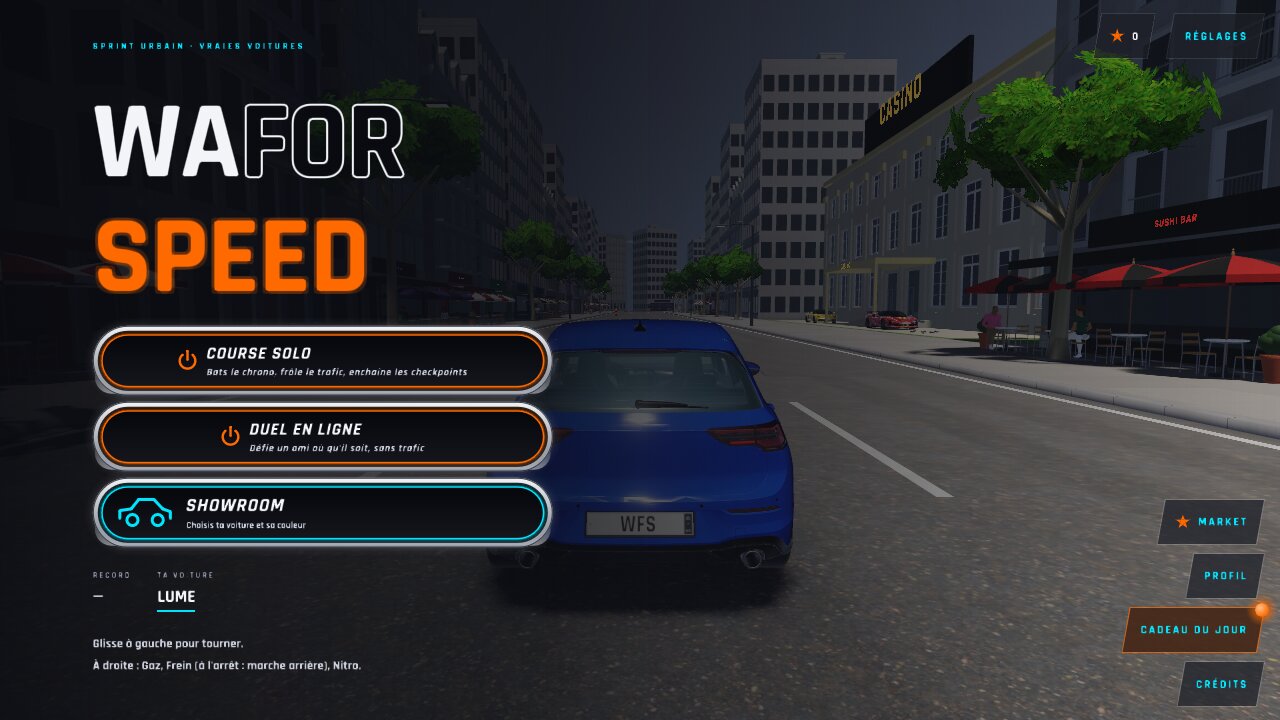 SPRINT URBAIN · VRAIES VOITURES
★ 0
RÉGLAGES
WAFOR
SPEED
CASINO
SUSHI BAR
COURSE SOLO
Bats le chrono, frôle le trafic, enchaîne les checkpoints
DUEL EN LIGNE
Défie un ami où qu'il soit, sans trafic
SHOWROOM
Choisis ta voiture et sa couleur
WFS
RECORD
—
TA VOITURE
LUME
Glisse à gauche pour tourner.
À droite : Gaz, Frein (à l'arrêt : marche arrière), Nitro.
★ MARKET
PROFIL
CADEAU DU JOUR
CRÉDITS